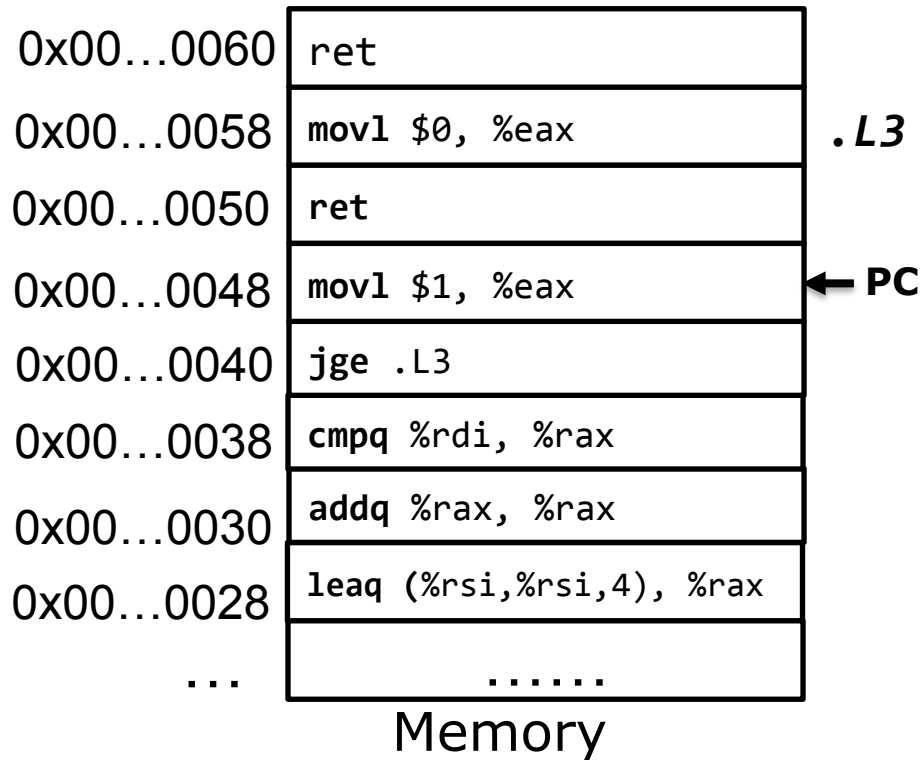 0x00…0060 ret
0x00…0058 movl $0, %eax .L3
0x00…0050 ret
0x00…0048 movl $1, %eax PC
0x00…0040 jge .L3
0x00…0038 cmpq %rdi, %rax
0x00…0030 addq %rax, %rax
0x00…0028 leaq (%rsi,%rsi,4), %rax
… ……
Memory